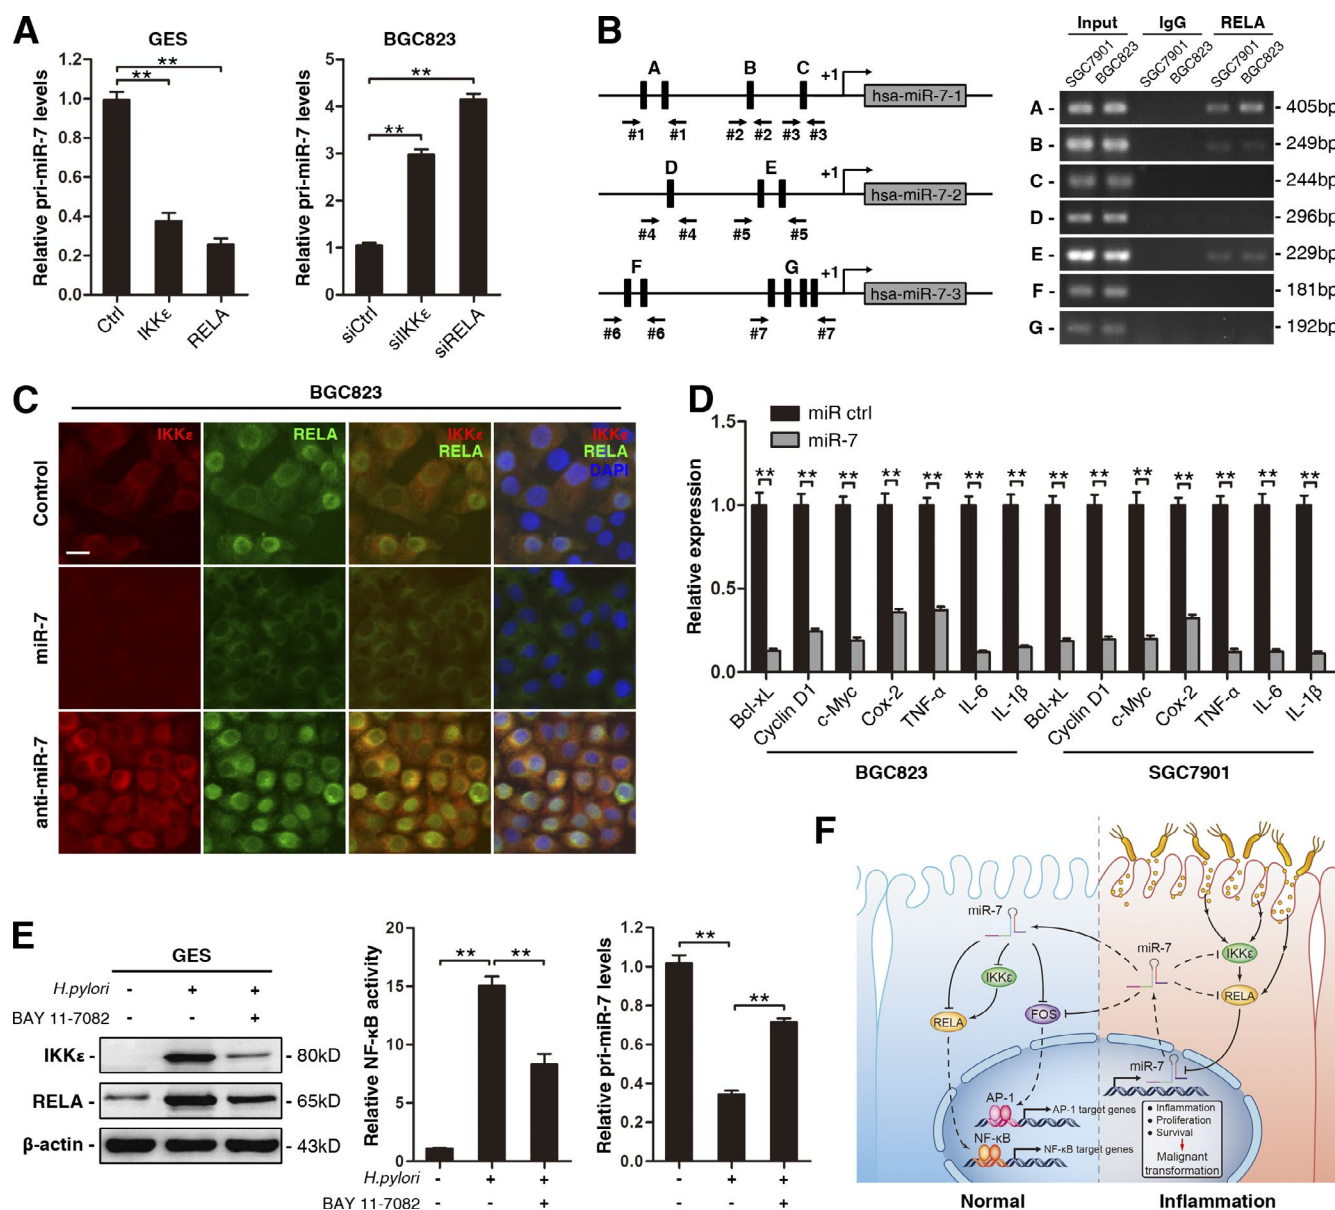 A
GES
Relative pri-miR-7 levels
1.2
1.0
0.8
0.6
0.4
0.2
0.0
**
**
Ctrl
IKKε
RELA
BGC823
Relative pri-miR-7 levels
5
4
3
2
1
0
**
**
siCtrl
siIKKε
siRELA
B
A
B
C
+1
hsa-miR-7-1
#1
#1
#2
#2
#3
#3
D
E
+1
hsa-miR-7-2
#4
#4
#5
#5
F
G
+1
hsa-miR-7-3
#6
#6
#7
#7
Input
IgG
RELA
SGC7901
BGC823
SGC7901
BGC823
SGC7901
BGC823
A - - 405bp
B - - 249bp
C - - 244bp
D - - 296bp
E - - 229bp
F - - 181bp
G - - 192bp
C
BGC823
IKKε
RELA
IKKε
RELA
IKKε
RELA
DAPI
Control
miR-7
anti-miR-7
D
miR ctrl
miR-7
Relative expression
1.5
1.0
0.5
0.0
** ** ** ** ** ** ** ** ** ** ** ** ** **
Bcl-xL
Cyclin D1
c-Myc
Cox-2
TNF-α
IL-6
IL-1β
Bcl-xL
Cyclin D1
c-Myc
Cox-2
TNF-α
IL-6
IL-1β
BGC823
SGC7901
E
GES
H.pylori - + +
BAY 11-7082 - - +
IKKε - - 80kD
RELA - - 65kD
β-actin - - 43kD
Relative NF-κB activity
20
15
10
5
0
** **
H.pylori - + +
BAY 11-7082 - - +
Relative pri-miR-7 levels
1.2
1.0
0.8
0.6
0.4
0.2
0.0
**
**
- + +
- - +
F
miR-7
IKKε
RELA
FOS
AP-1
AP-1 target genes
NF-κB
NF-κB target genes
Normal
miR-7
IKKε
RELA
miR-7
• Inflammation
• Proliferation
• Survival
Malignant
transformation
Inflammation